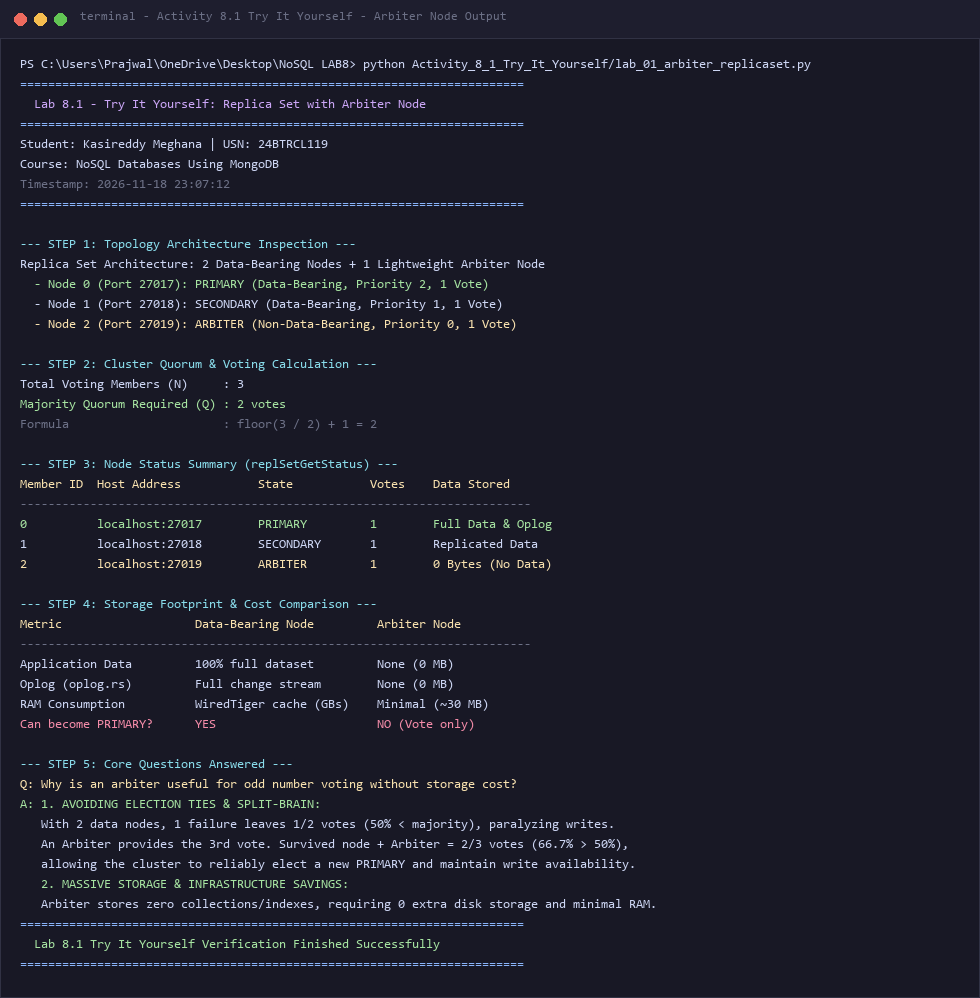 terminal - Activity 8.1 Try It Yourself - Arbiter Node Output
PS C:\Users\Prajwal\OneDrive\Desktop\NoSQL LAB8> python Activity_8_1_Try_It_Yourself/lab_01_arbiter_replicaset.py
========================================================================
  Lab 8.1 - Try It Yourself: Replica Set with Arbiter Node
========================================================================
Student: Kasireddy Meghana | USN: 24BTRCL119
Course: NoSQL Databases Using MongoDB
Timestamp: 2026-11-18 23:07:12
========================================================================
--- STEP 1: Topology Architecture Inspection ---
Replica Set Architecture: 2 Data-Bearing Nodes + 1 Lightweight Arbiter Node
  - Node 0 (Port 27017): PRIMARY (Data-Bearing, Priority 2, 1 Vote)
  - Node 1 (Port 27018): SECONDARY (Data-Bearing, Priority 1, 1 Vote)
  - Node 2 (Port 27019): ARBITER (Non-Data-Bearing, Priority 0, 1 Vote)
--- STEP 2: Cluster Quorum & Voting Calculation ---
Total Voting Members (N)     : 3
Majority Quorum Required (Q) : 2 votes
Formula                      : floor(3 / 2) + 1 = 2
--- STEP 3: Node Status Summary (replSetGetStatus) ---
Member ID  Host Address           State           Votes    Data Stored
-------------------------------------------------------------------------
0          localhost:27017        PRIMARY         1        Full Data & Oplog
1          localhost:27018        SECONDARY       1        Replicated Data
2          localhost:27019        ARBITER         1        0 Bytes (No Data)
--- STEP 4: Storage Footprint & Cost Comparison ---
Metric                   Data-Bearing Node         Arbiter Node
-------------------------------------------------------------------------
Application Data         100% full dataset         None (0 MB)
Oplog (oplog.rs)         Full change stream        None (0 MB)
RAM Consumption          WiredTiger cache (GBs)    Minimal (~30 MB)
Can become PRIMARY?      YES                       NO (Vote only)
--- STEP 5: Core Questions Answered ---
Q: Why is an arbiter useful for odd number voting without storage cost?
A: 1. AVOIDING ELECTION TIES & SPLIT-BRAIN:
   With 2 data nodes, 1 failure leaves 1/2 votes (50% < majority), paralyzing writes.
   An Arbiter provides the 3rd vote. Survived node + Arbiter = 2/3 votes (66.7% > 50%),
   allowing the cluster to reliably elect a new PRIMARY and maintain write availability.
   2. MASSIVE STORAGE & INFRASTRUCTURE SAVINGS:
   Arbiter stores zero collections/indexes, requiring 0 extra disk storage and minimal RAM.
========================================================================
  Lab 8.1 Try It Yourself Verification Finished Successfully
========================================================================